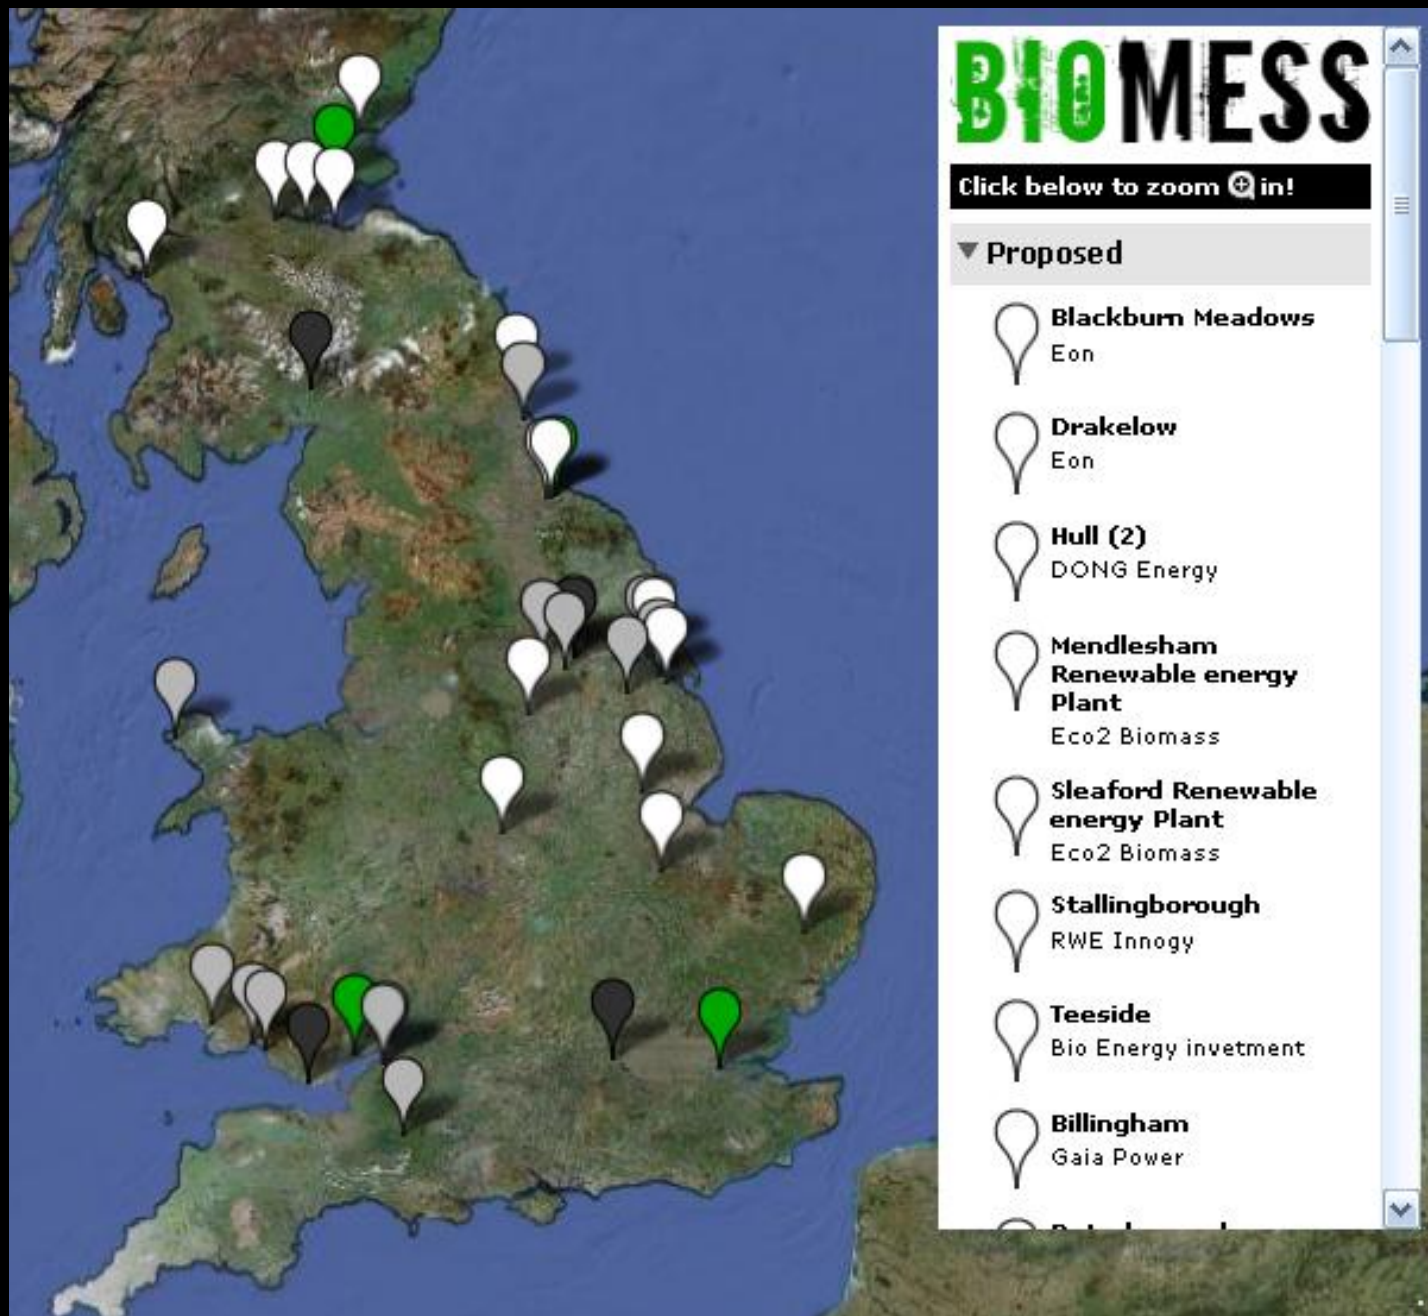 BIOMESS
Click below to zoom in!
Proposed
Blackburn Meadows
Eon
Drakelow
Eon
Hull (2)
DONG Energy
Mendlesham
Renewable energy
Plant
Eco2 Biomass
Sleaford Renewable
energy Plant
Eco2 Biomass
Stallingborough
RWE Innogy
Teeside
Bio Energy invetment
Billingham
Gaia Power